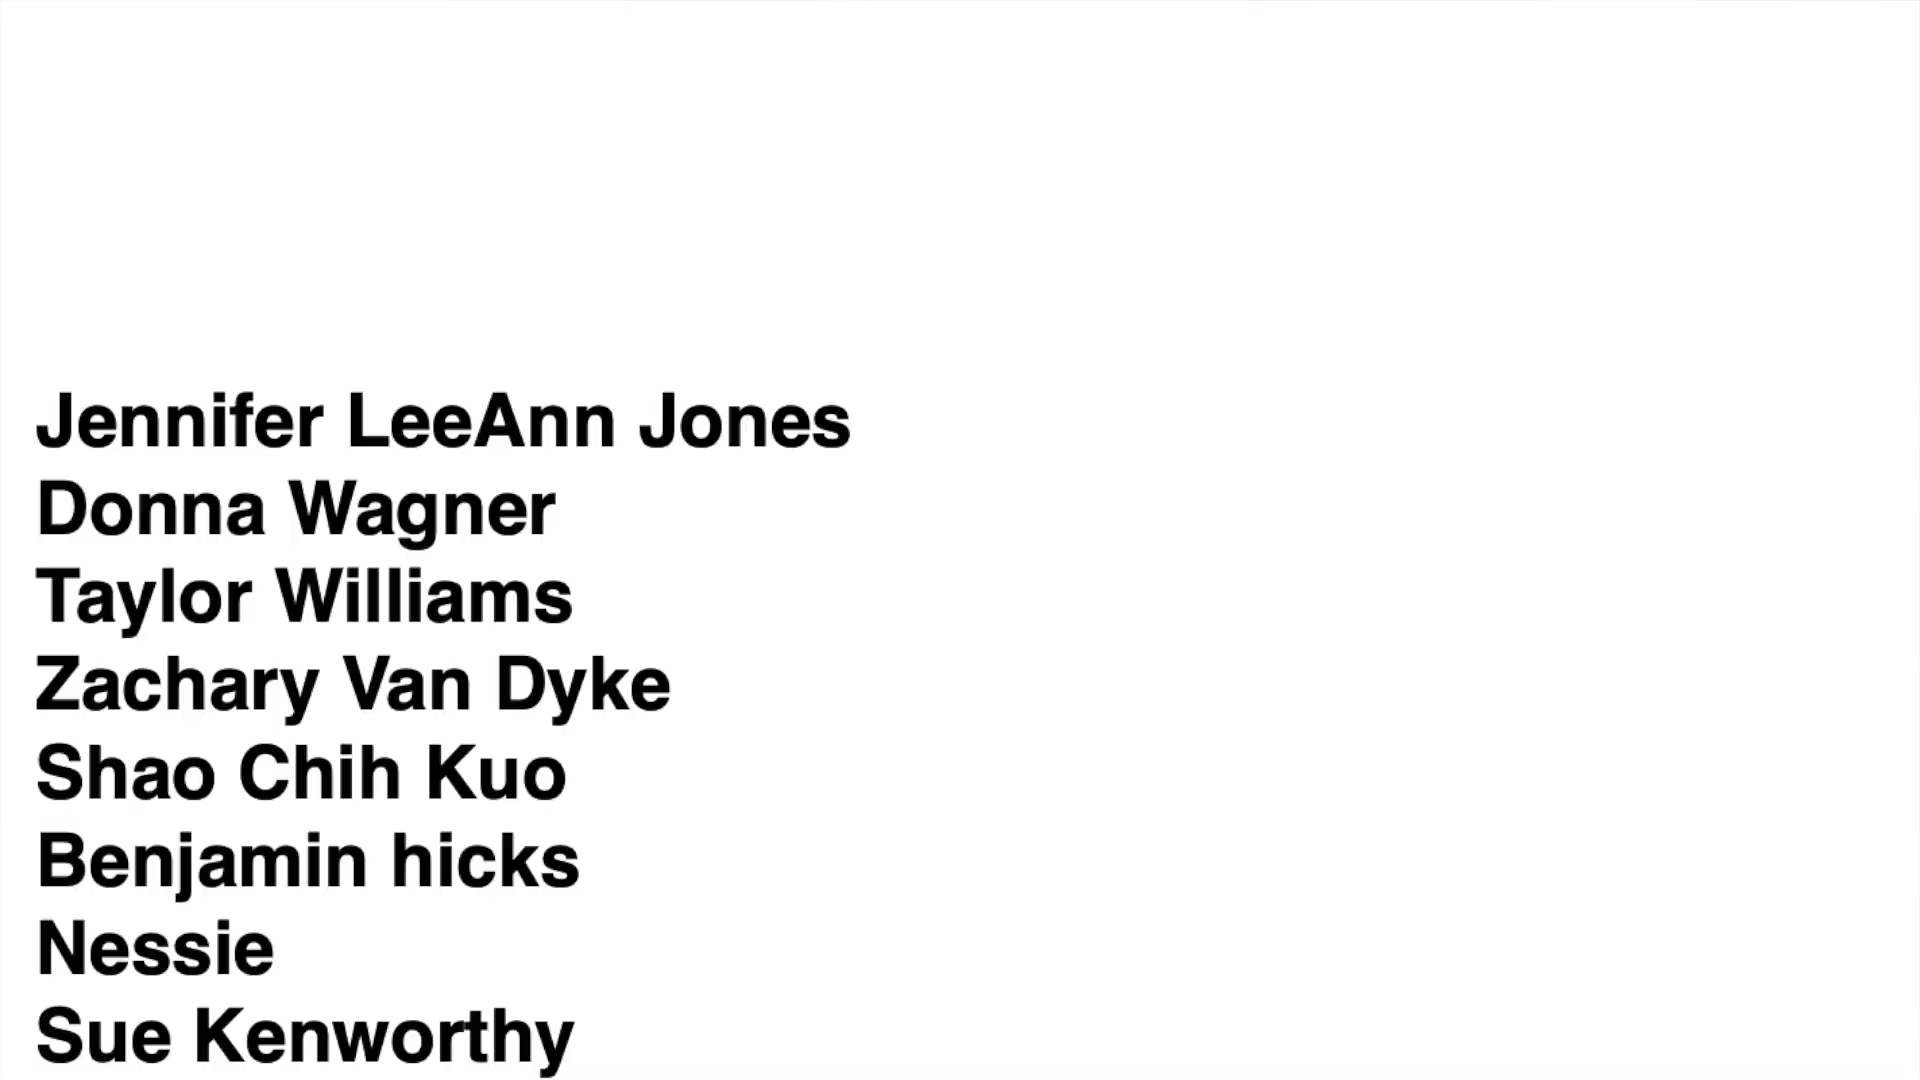 Jennifer LeeAnn Jones
Donna Wagner
Taylor Williams
Zachary Van Dyke
Shao Chih Kuo
Benjamin hicks
Nessie
Sue Kenworthy